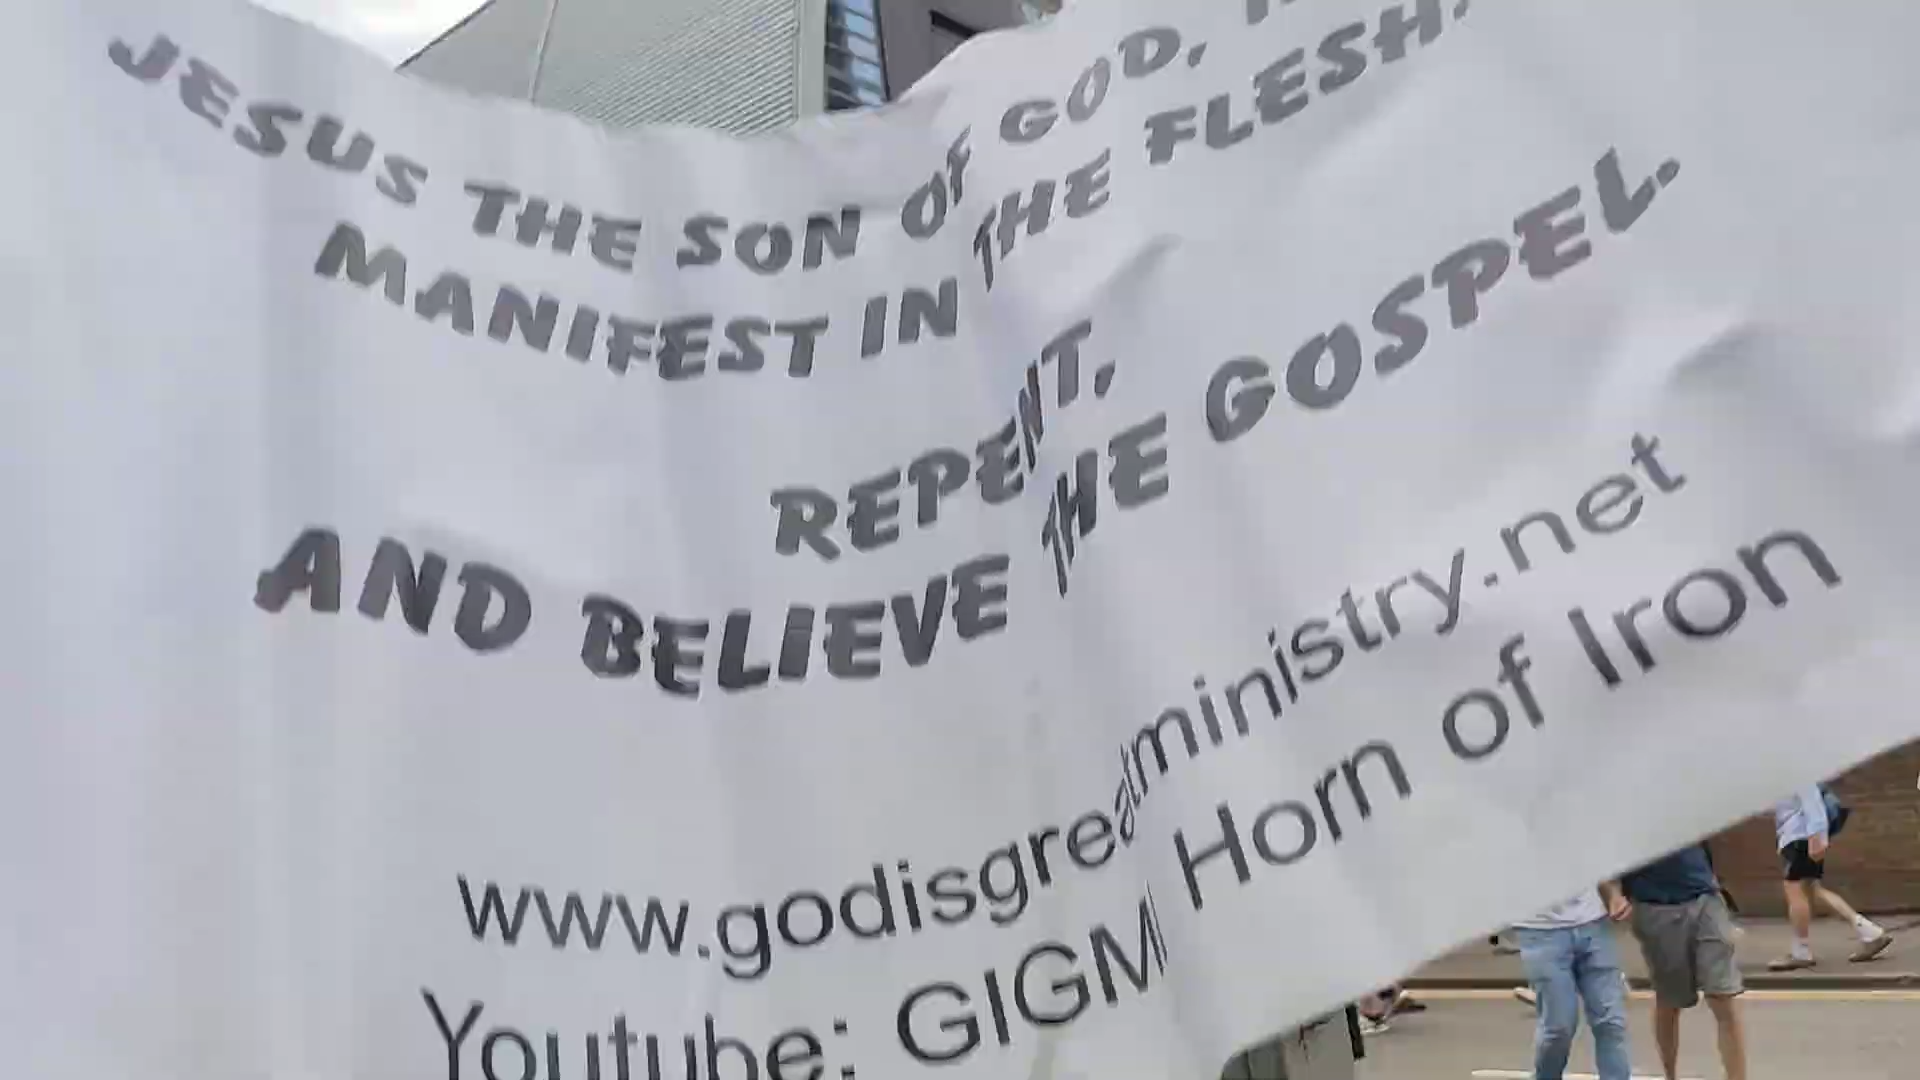 JESUS THE SON OF GOD,
MANIFEST IN THE FLESH.
REPENT,
AND BELIEVE THE GOSPEL.
www.godisgreatministry.net
Youtube: GIGM Horn of Iron